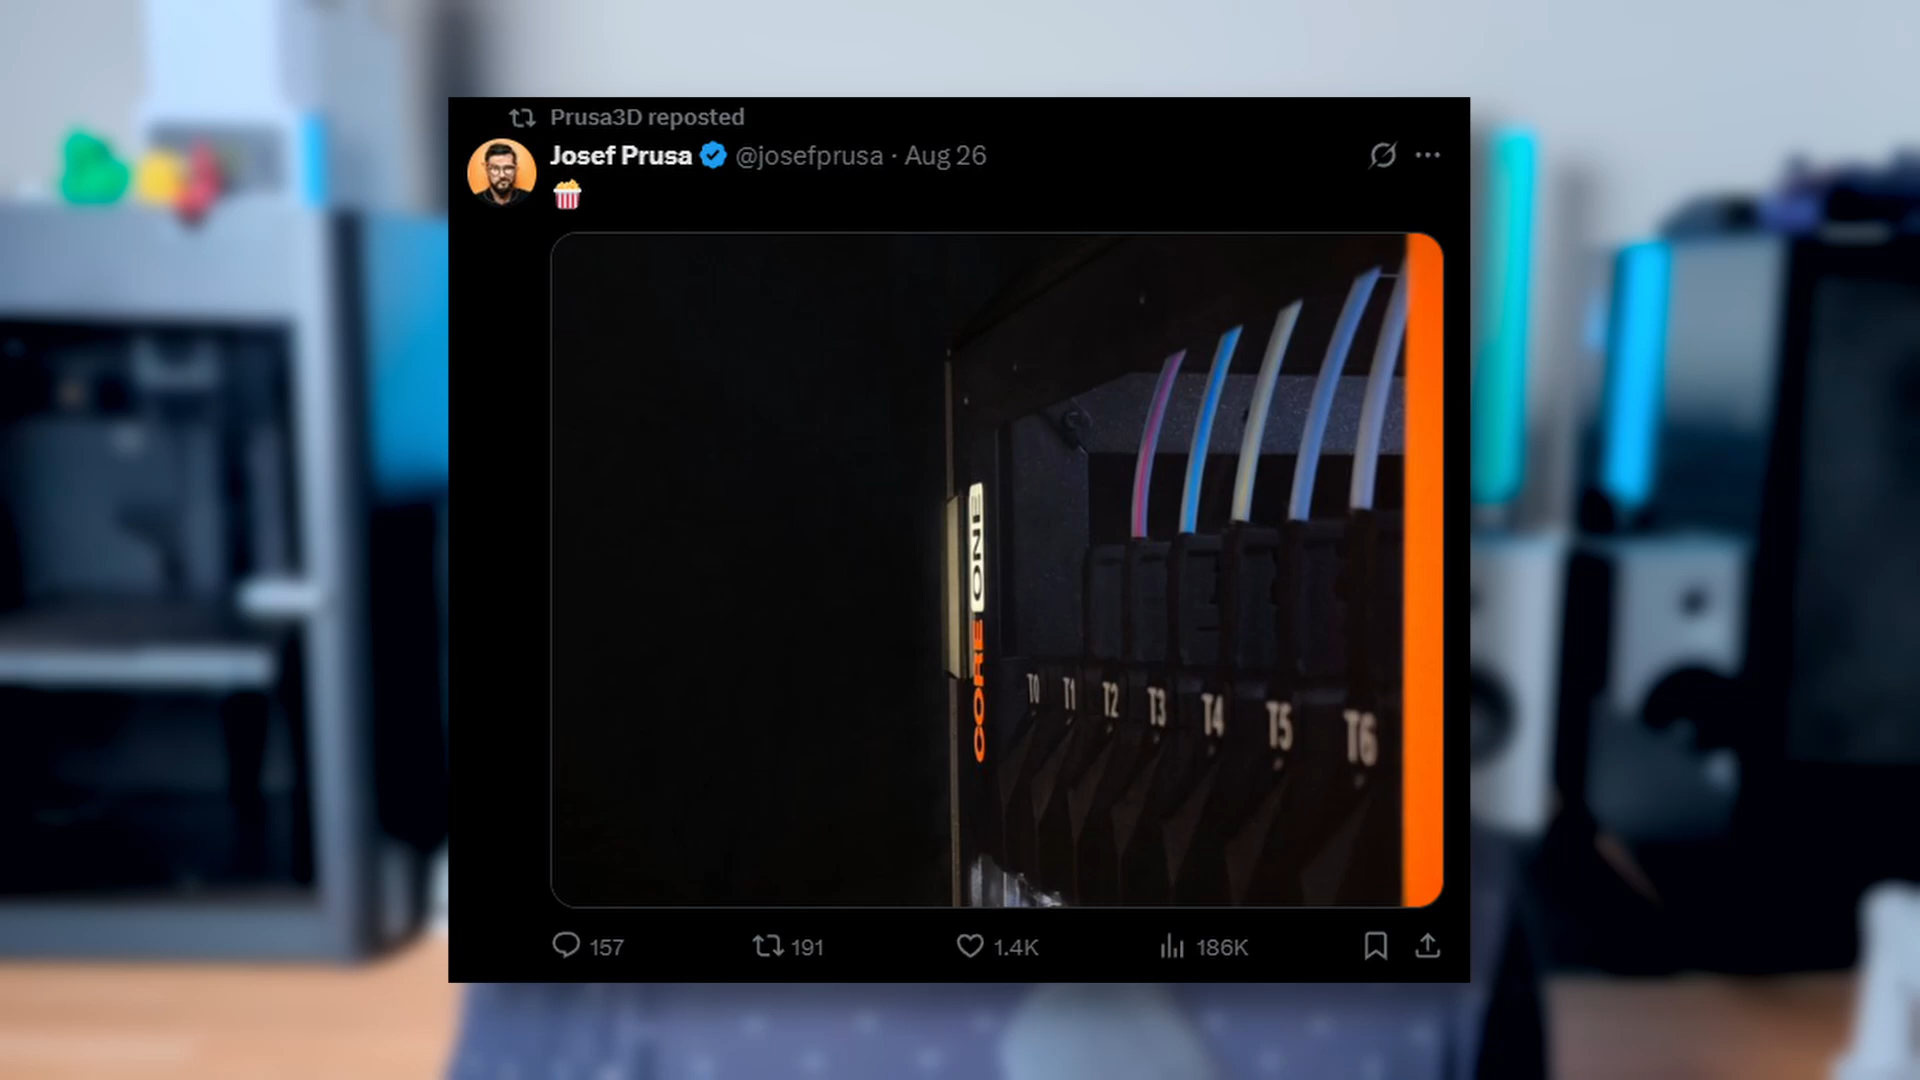 Prusa3D reposted
Josef Prusa @josefprusa · Aug 26
🍿
CORE ONE
T0 T1 T2 T3 T4 T5 T6
157 191 1.4K 186K